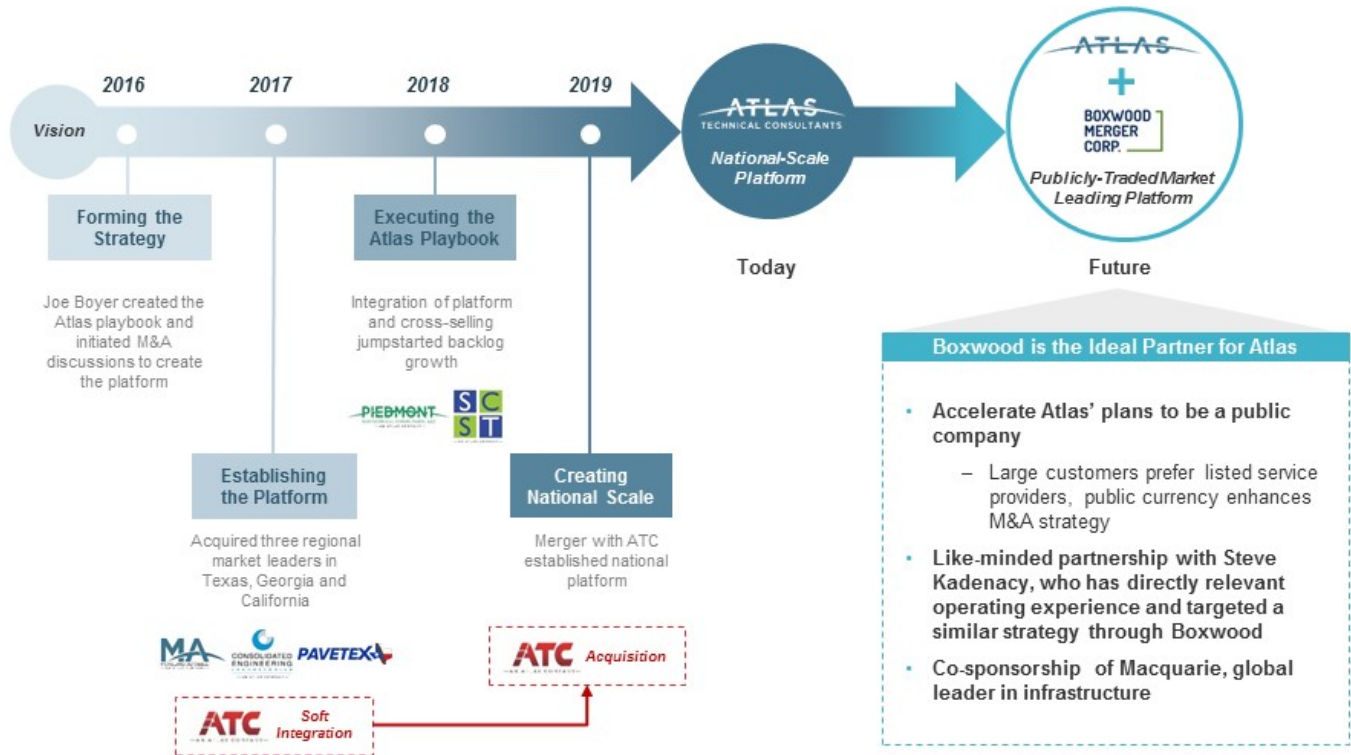 2016
2017
2018
2019
Vision
ATLAS
TECHNICAL CONSULTANTS
National-Scale
Platform
Today
ATLAS
+
BOXWOOD
MERGER
CORP.
Publicly-Traded Market
Leading Platform
Future
Forming the
Strategy
Joe Boyer created the
Atlas playbook and
initiated M&A
discussions to create
the platform
Executing the
Atlas Playbook
Integration of platform
and cross-selling
jumpstarted backlog
growth
PIEDMONT
SC
ST
Establishing
the Platform
Acquired three regional
market leaders in
Texas, Georgia and
California
MA
CONSOLIDATED
ENGINEERING
PAVETEX
Creating
National Scale
Merger with ATC
established national
platform
ATC
Acquisition
ATC
Soft
Integration
Boxwood is the Ideal Partner for Atlas
• Accelerate Atlas' plans to be a public
company
– Large customers prefer listed service
providers, public currency enhances
M&A strategy
• Like-minded partnership with Steve
Kadenacy, who has directly relevant
operating experience and targeted a
similar strategy through Boxwood
• Co-sponsorship of Macquarie, global
leader in infrastructure